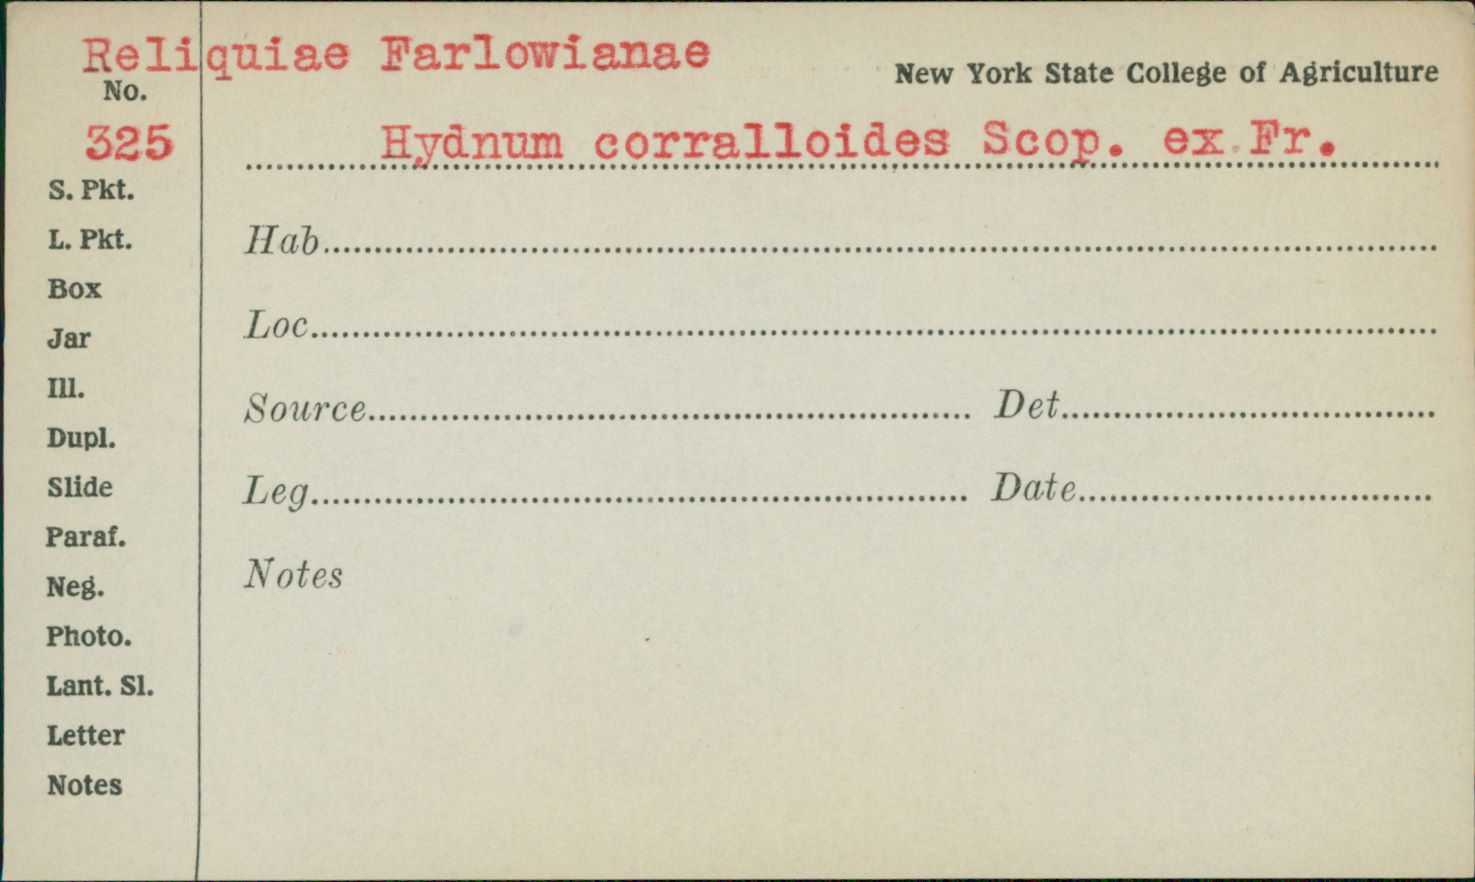 Reliquiae Farlowianae
New York State College of Agriculture
No.
325
Hydnum corralloides Scop. ex Fr.
S. Pkt.
L. Pkt.
Hab.
Box
Loc.
Jar
Ill.
Source
Det.
Dupl.
Slide
Leg.
Date
Paraf.
Notes
Neg.
Photo.
Lant. Sl.
Letter
Notes